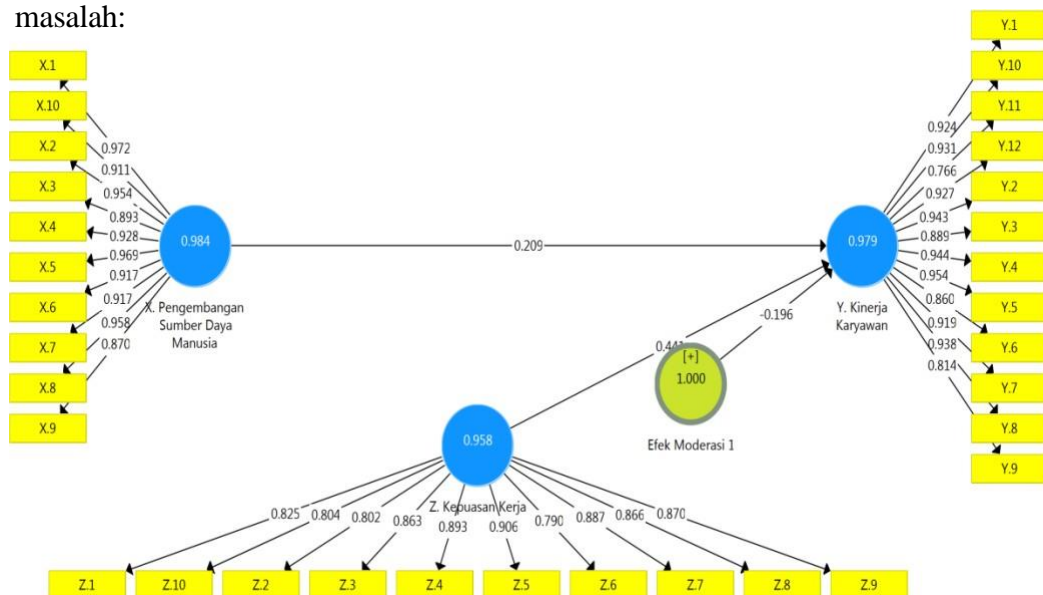 masalah:
X.1
X.10
X.2
X.3
X.4
X.5
X.6
X.7
X.8
X.9
0.972
0.911
0.954
0.893
0.928
0.969
0.917
0.917
0.958
0.870
0.984
X. Pengembangan
Sumber Daya
Manusia
0.209
0.441
-0.196
[+]
1.000
Efek Moderasi 1
0.979
Y. Kinerja
Karyawan
0.924
0.931
0.766
0.927
0.943
0.889
0.944
0.954
0.860
0.919
0.938
0.814
Y.1
Y.10
Y.11
Y.12
Y.2
Y.3
Y.4
Y.5
Y.6
Y.7
Y.8
Y.9
0.958
Z. Kepuasan Kerja
0.825
0.804
0.802
0.863
0.893
0.906
0.790
0.887
0.866
0.870
Z.1
Z.10
Z.2
Z.3
Z.4
Z.5
Z.6
Z.7
Z.8
Z.9